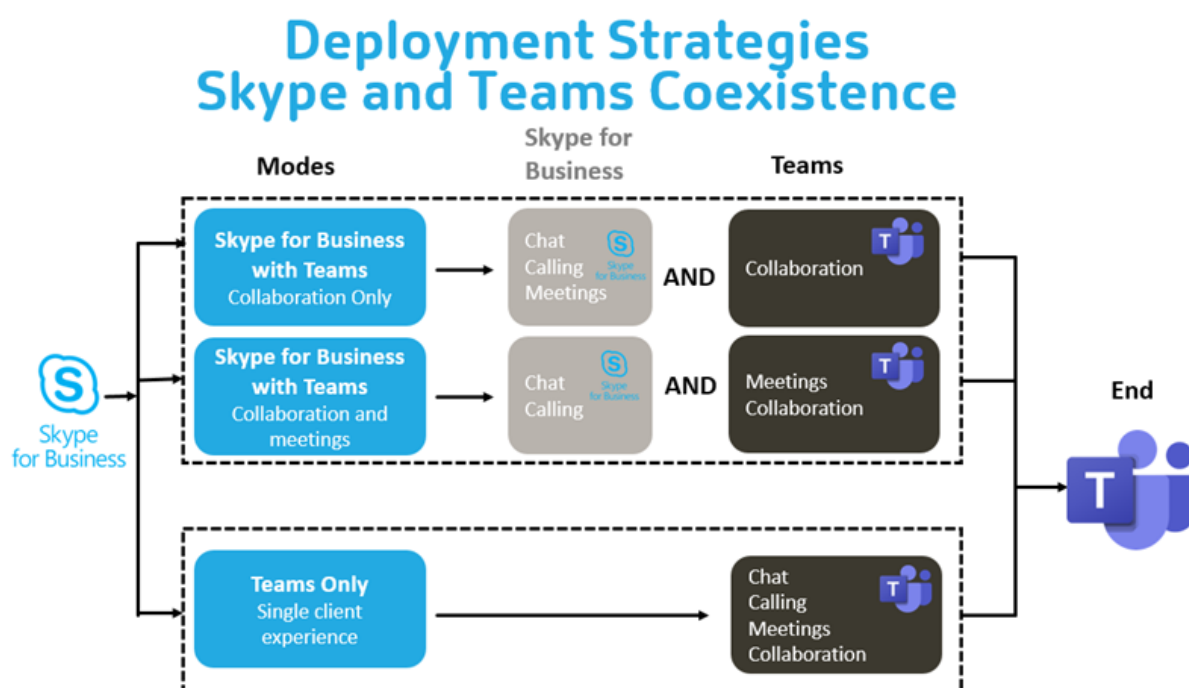 Deployment Strategies
Skype and Teams Coexistence
Modes
Skype for
Business
Teams
Skype for Business
with Teams
Collaboration Only
Chat
Calling
Meetings
S
Skype
for Business
AND
Collaboration
T
Skype for Business
with Teams
Collaboration and
meetings
Chat
Calling
S
Skype
for Business
AND
Meetings
Collaboration
T
S
Skype
for Business
End
T
Teams Only
Single client
experience
Chat
Calling
Meetings
Collaboration
T